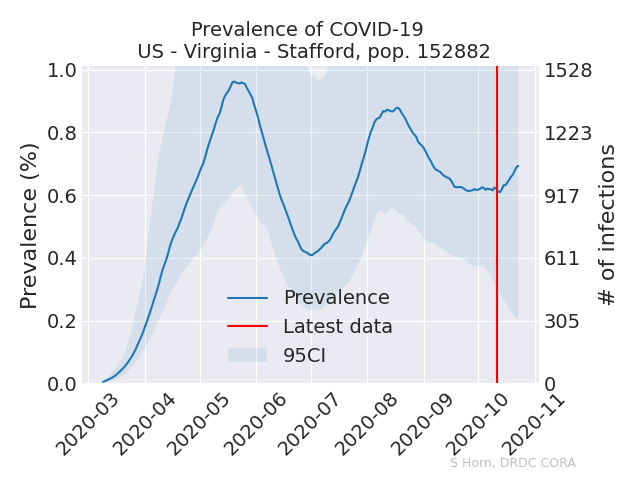 Prevalence of COVID-19
US - Virginia - Stafford, pop. 152882
1.0
0.8
0.6
0.4
0.2
0.0
Prevalence (%)
1528
1223
917
611
305
0
# of infections
Prevalence
Latest data
95CI
2020-03
2020-04
2020-05
2020-06
2020-07
2020-08
2020-09
2020-10
2020-11
S Horn, DRDC CORA